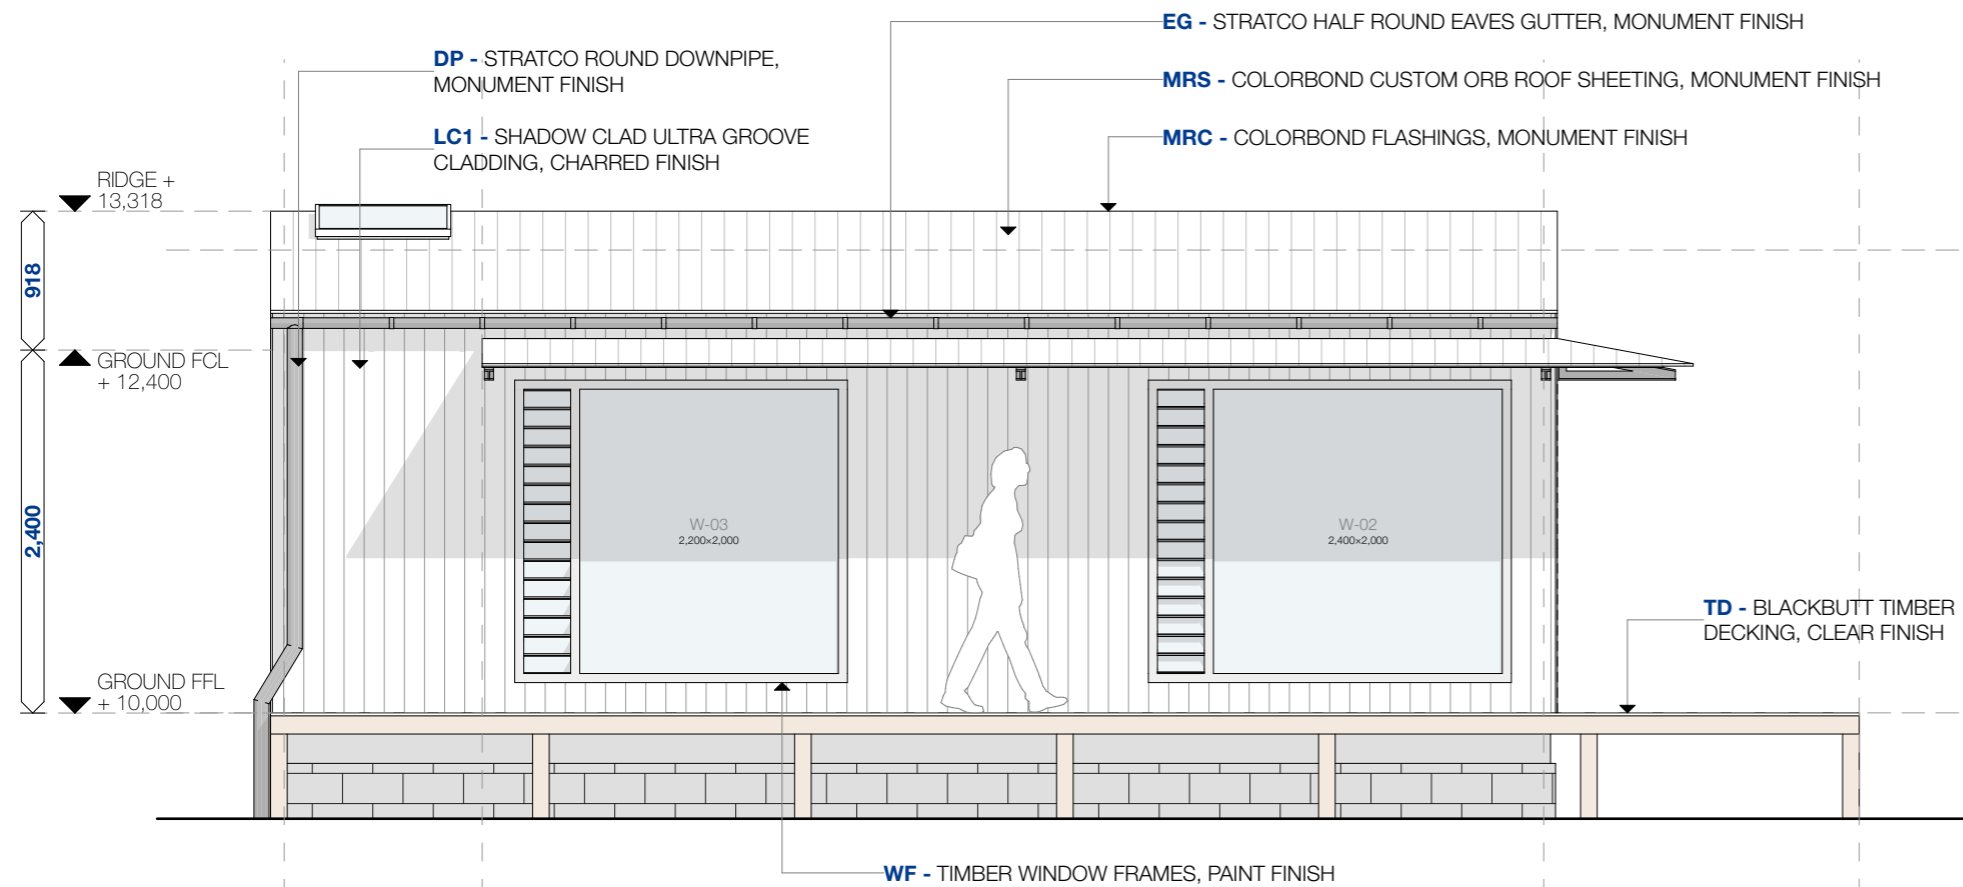 EG - STRATCO HALF ROUND EAVES GUTTER, MONUMENT FINISH
DP - STRATCO ROUND DOWNPIPE,
MONUMENT FINISH
MRS - COLORBOND CUSTOM ORB ROOF SHEETING, MONUMENT FINISH
LC1 - SHADOW CLAD ULTRA GROOVE
CLADDING, CHARRED FINISH
MRC - COLORBOND FLASHINGS, MONUMENT FINISH
RIDGE +
13,318
918
GROUND FCL
+ 12,400
2,400
W-03
2,200×2,000
W-02
2,400×2,000
TD - BLACKBUTT TIMBER
DECKING, CLEAR FINISH
GROUND FFL
+ 10,000
WF - TIMBER WINDOW FRAMES, PAINT FINISH